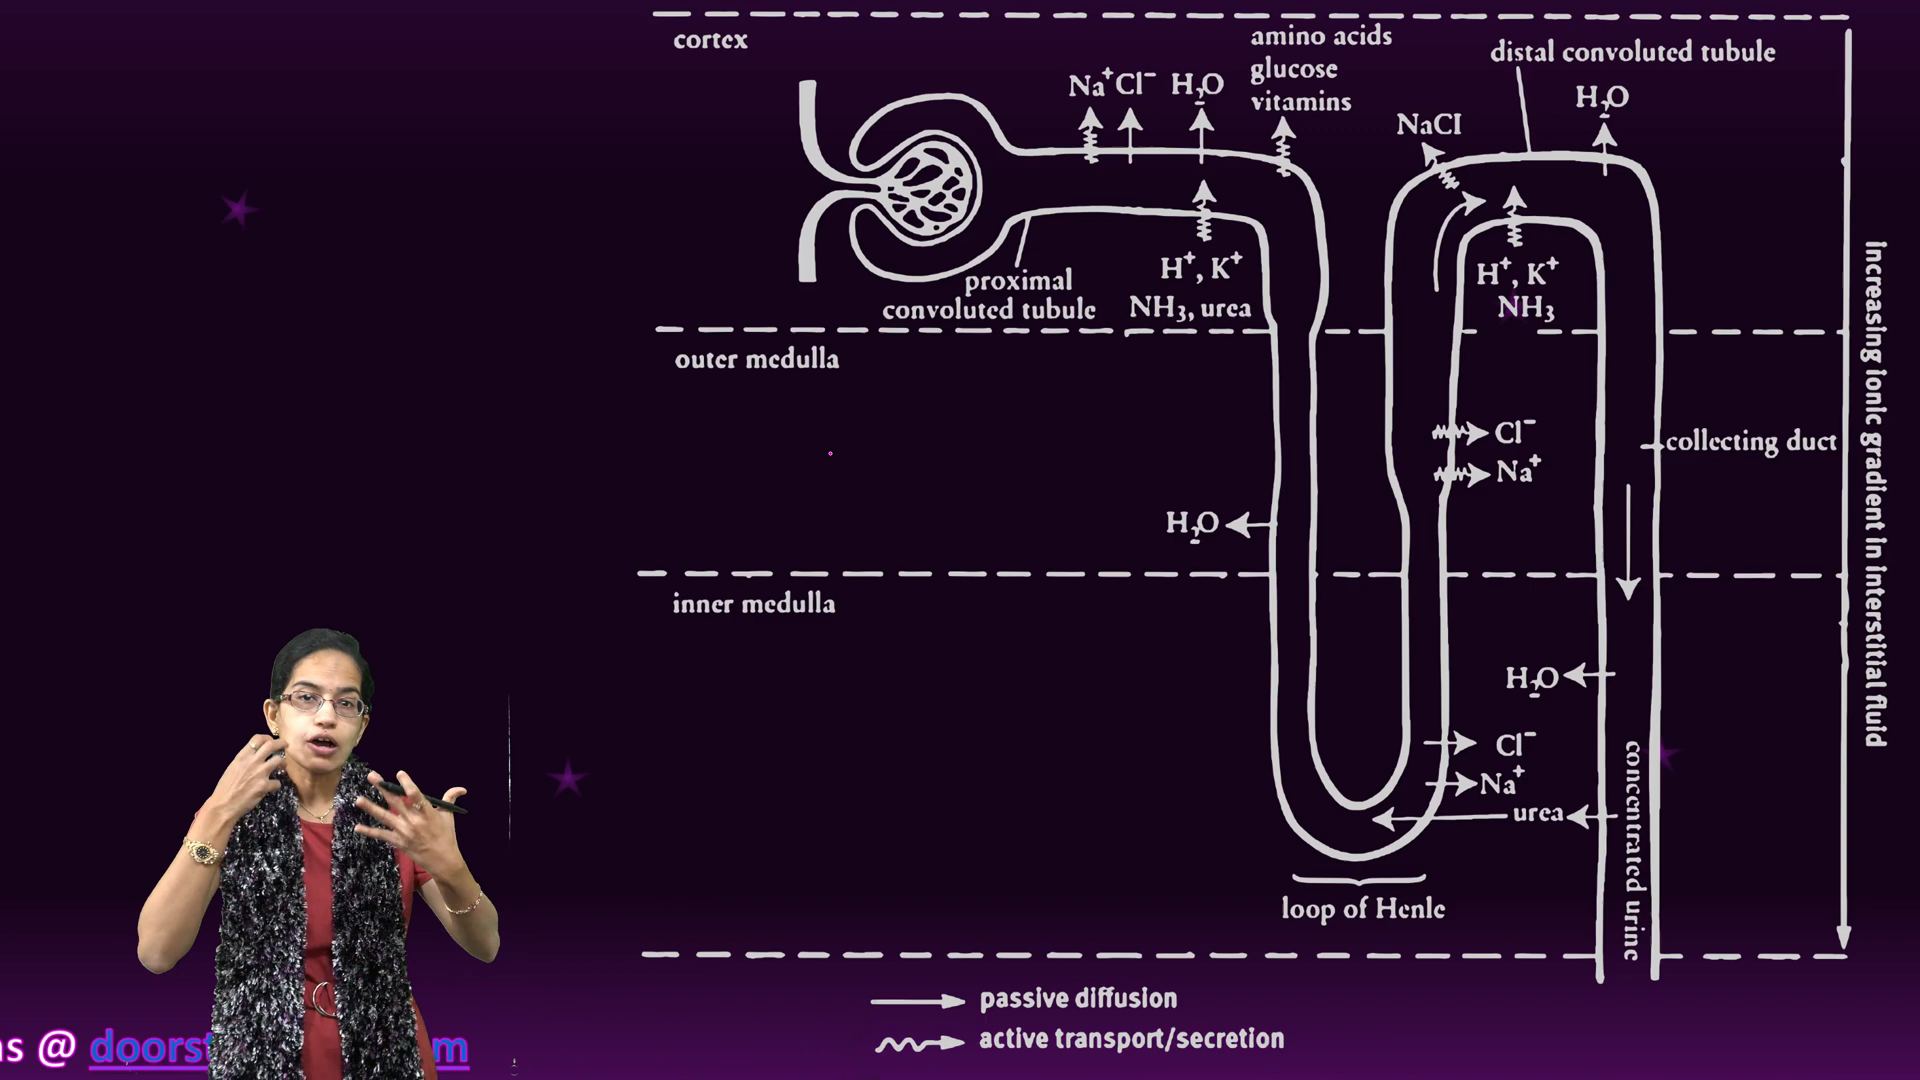 cortex
Na⁺ Cl⁻ H₂O
amino acids
glucose
vitamins
distal convoluted tubule
H₂O
NaCl
proximal
convoluted tubule
H⁺, K⁺
NH₃, urea
H⁺, K⁺
NH₃
outer medulla
Cl⁻
Na⁺
collecting duct
H₂O
inner medulla
H₂O
Cl⁻
Na⁺
urea
concentrated urine
increasing ionic gradient in interstitial fluid
loop of Henle
passive diffusion
active transport/secretion
@